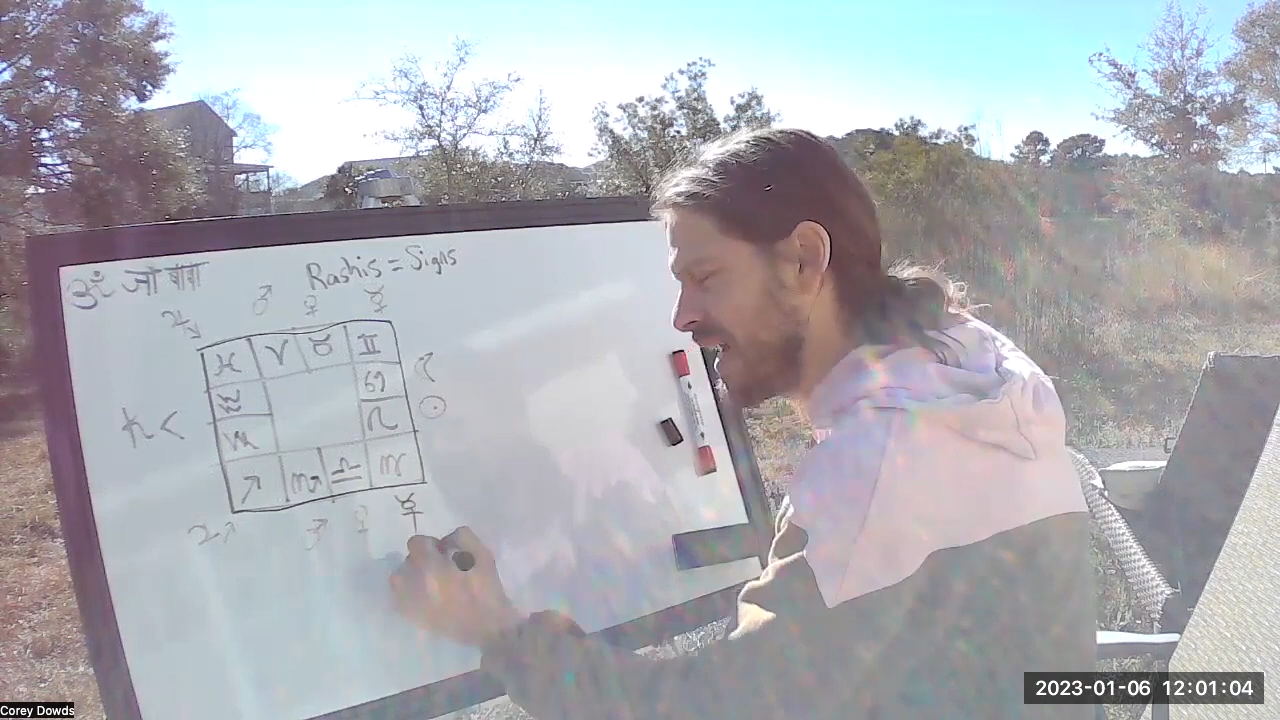 ॐ जी बाबा
Rashis = Signs
♃ ♂ ♀ ☿
♓ ♈ ♉ ♊
♒ ♋ ☽
♄ < ♑ ♌ ☉
♐ ♏ ♎ ♍
♃ ♂ ♀ ☿
Corey Dowds
2023-01-06 12:01:04